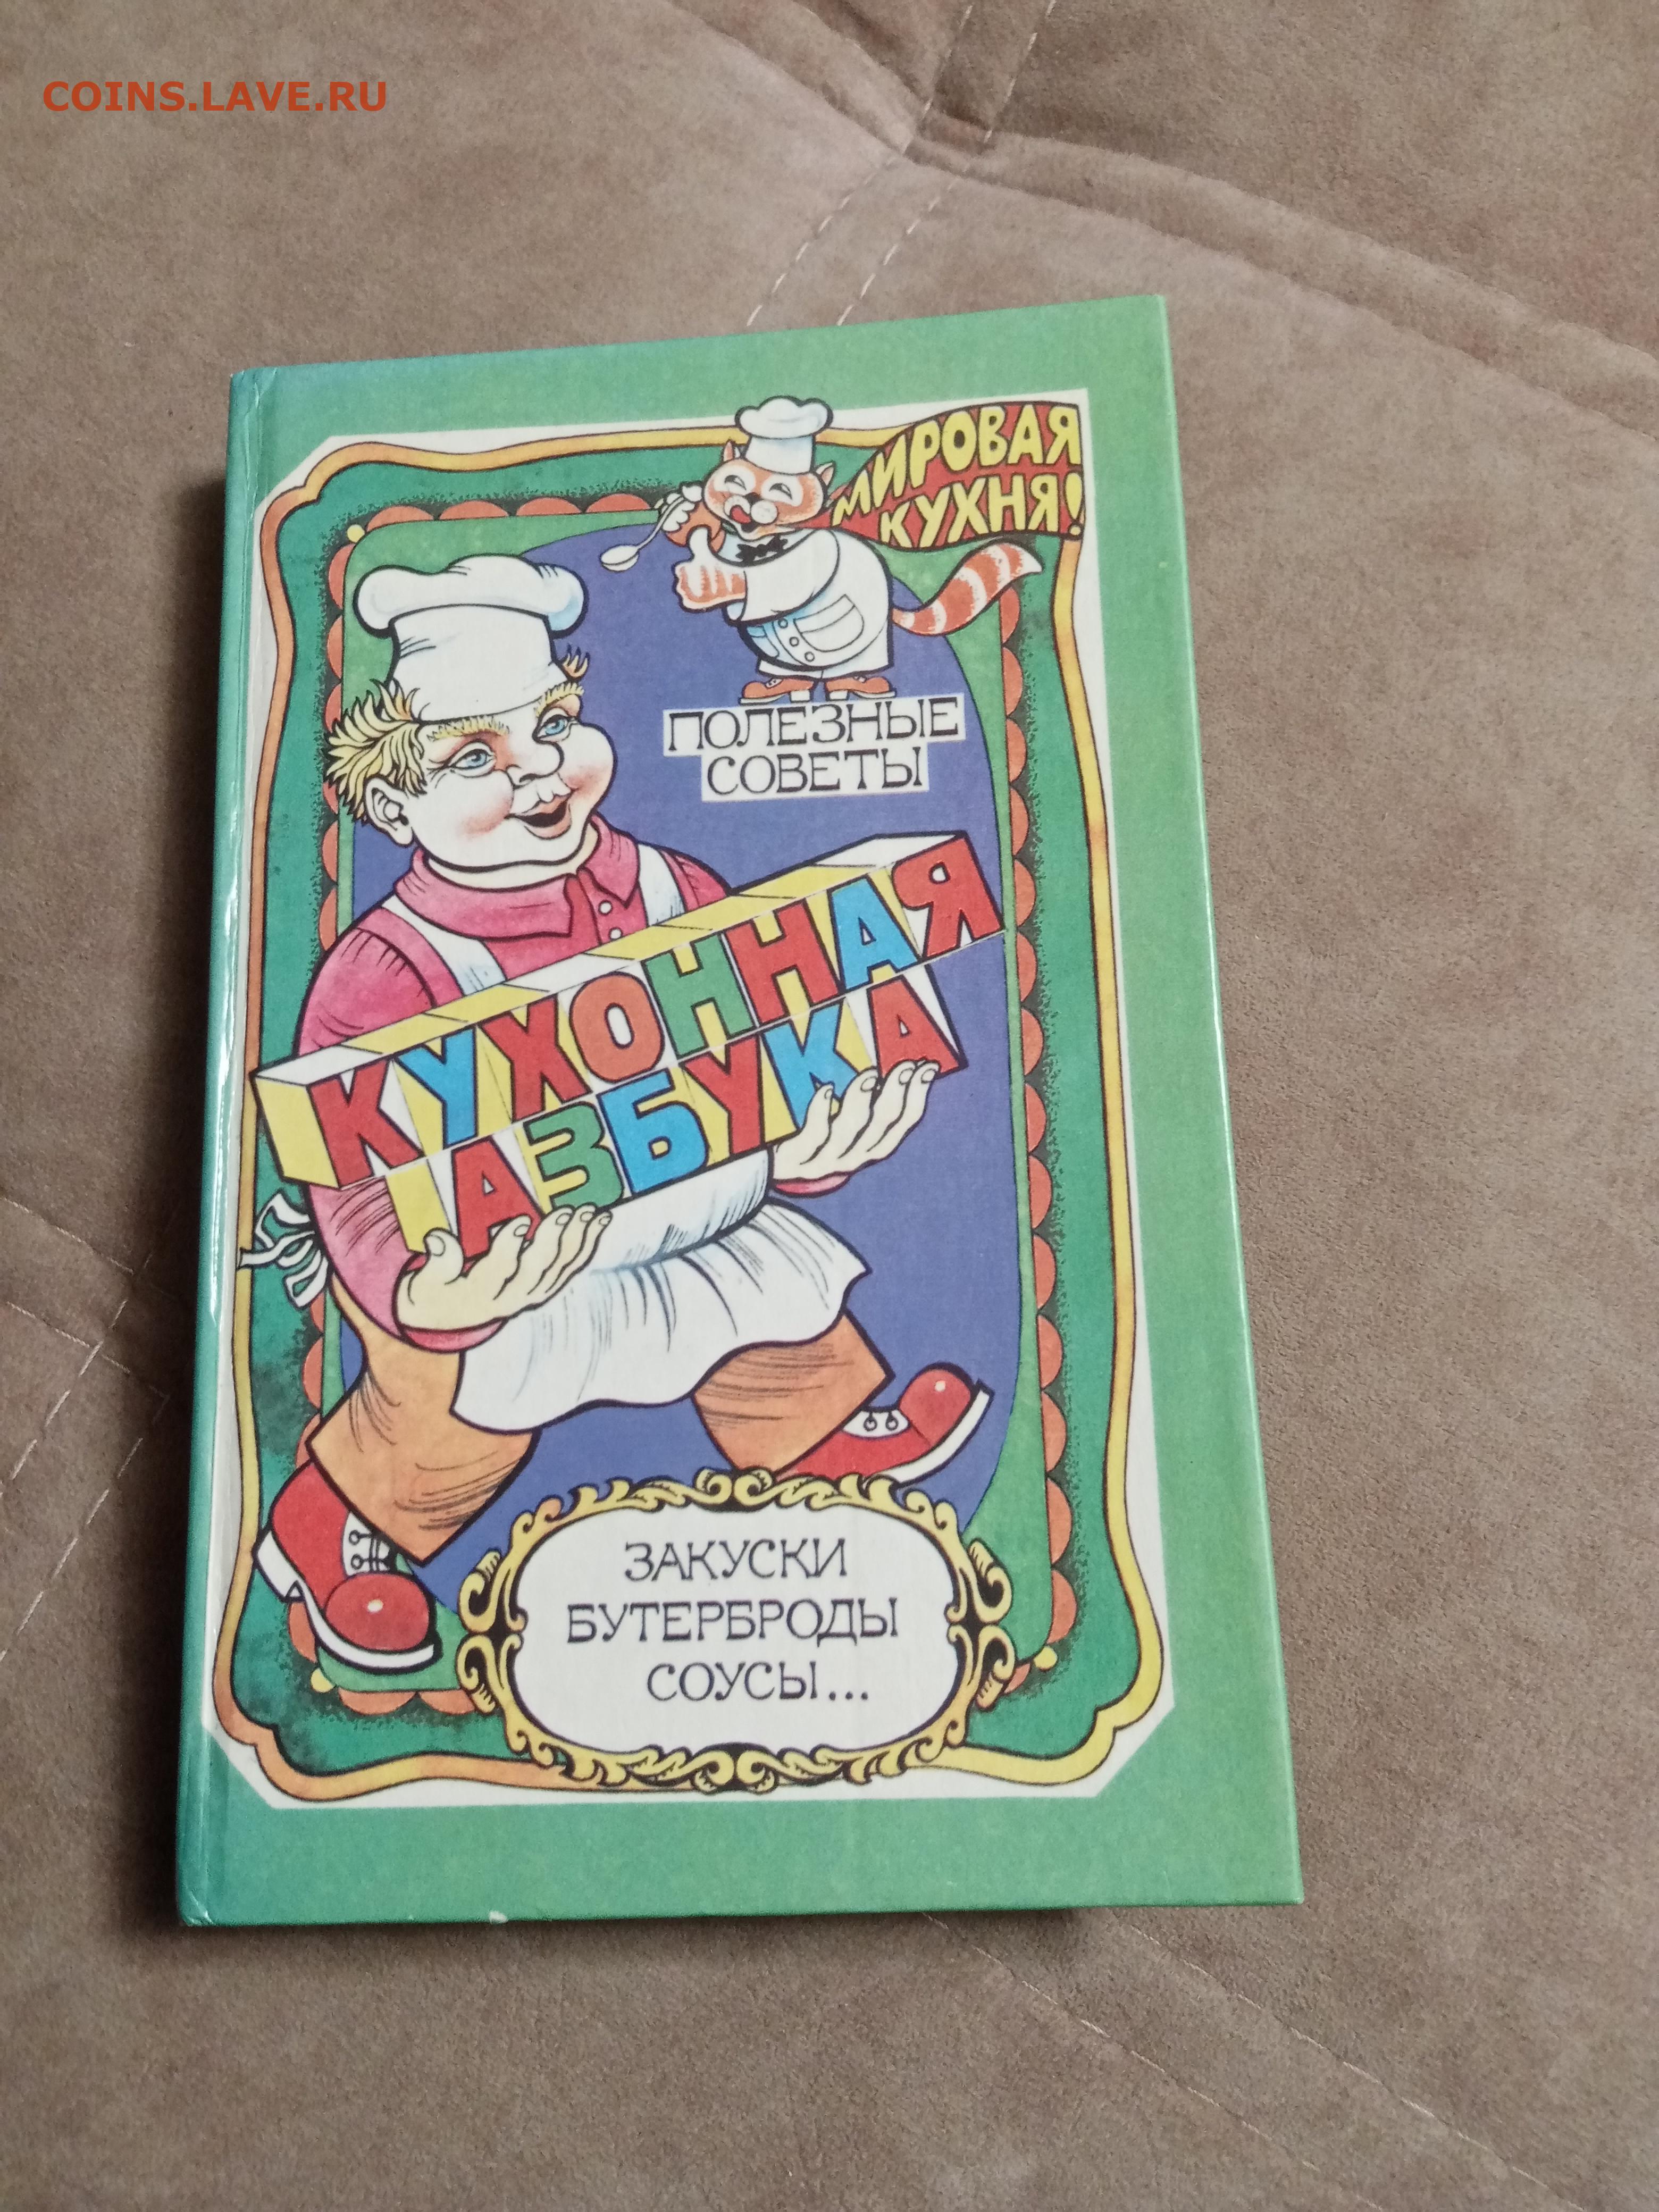 COINS.LAVE.RU
МИРОВАЯ
КУХНЯ!
ПОЛЕЗНЫЕ
СОВЕТЫ
КУХОННАЯ
АЗБУКА
ЗАКУСКИ
БУТЕРБРОДЫ
СОУСЫ...